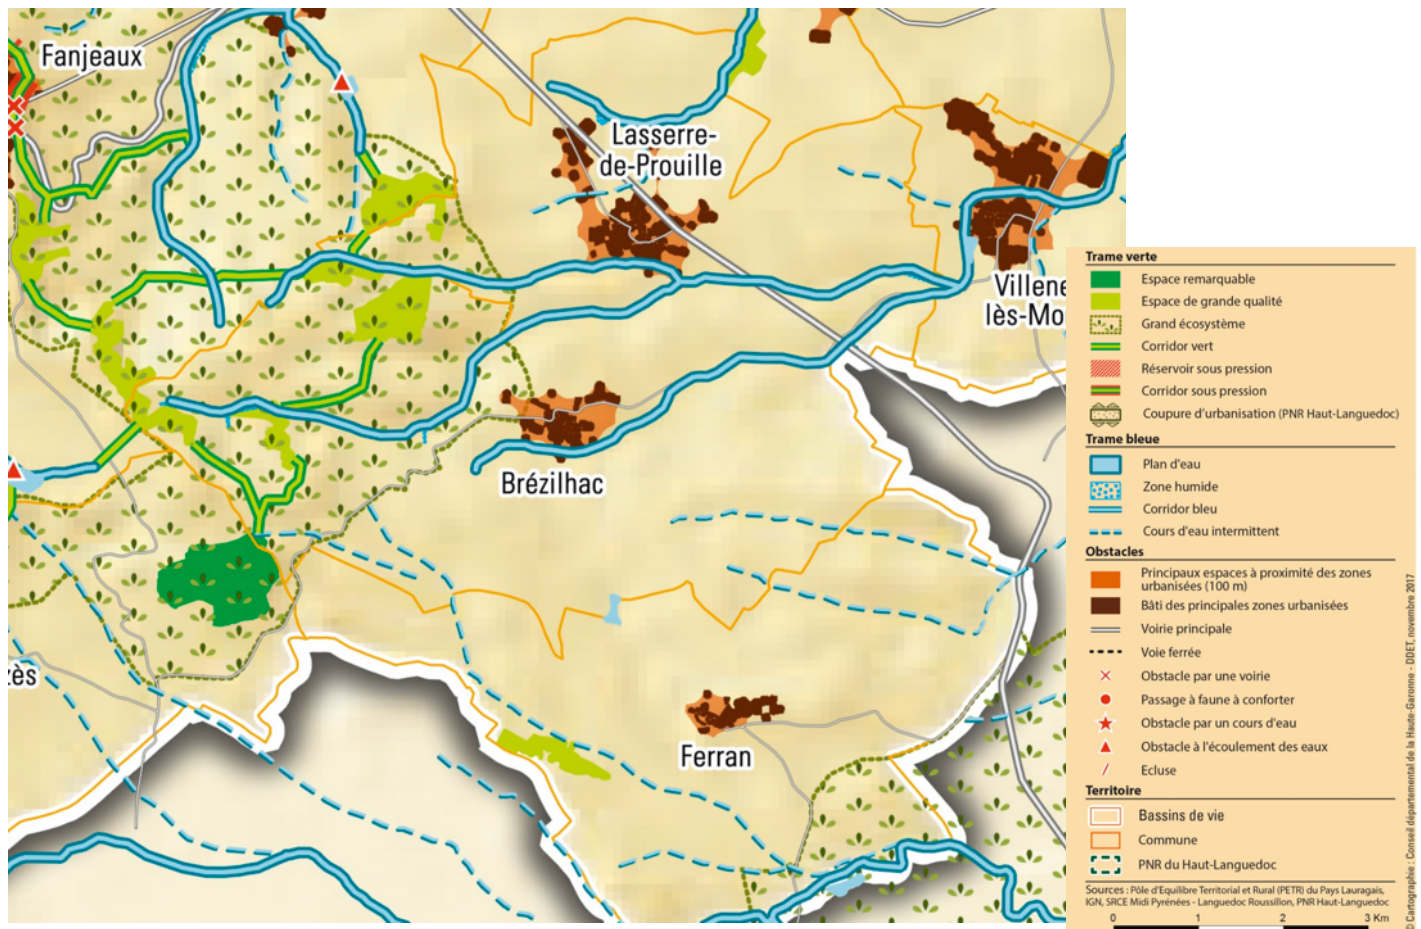 Fanjeaux
Lasserre-
de-Prouille
Villene
lès-Mo
Brézilhac
zès
Ferran
Trame verte
Espace remarquable
Espace de grande qualité
Grand écosystème
Corridor vert
Réservoir sous pression
Corridor sous pression
Coupure d'urbanisation (PNR Haut-Languedoc)
Trame bleue
Plan d'eau
Zone humide
Corridor bleu
Cours d'eau intermittent
Obstacles
Principaux espaces à proximité des zones
urbanisées (100 m)
Bâti des principales zones urbanisées
Voirie principale
Voie ferrée
Obstacle par une voirie
Passage à faune à conforter
Obstacle par un cours d'eau
Obstacle à l'écoulement des eaux
Ecluse
Territoire
Bassins de vie
Commune
PNR du Haut-Languedoc
Sources : Pôle d'Equilibre Territorial et Rural (PETR) du Pays Lauragais,
IGN, SRCE Midi Pyrénées - Languedoc Roussillon, PNR Haut-Languedoc
0 1 2 3 Km
© Cartographie : Conseil départemental de la Haute-Garonne - DDET, novembre 2017